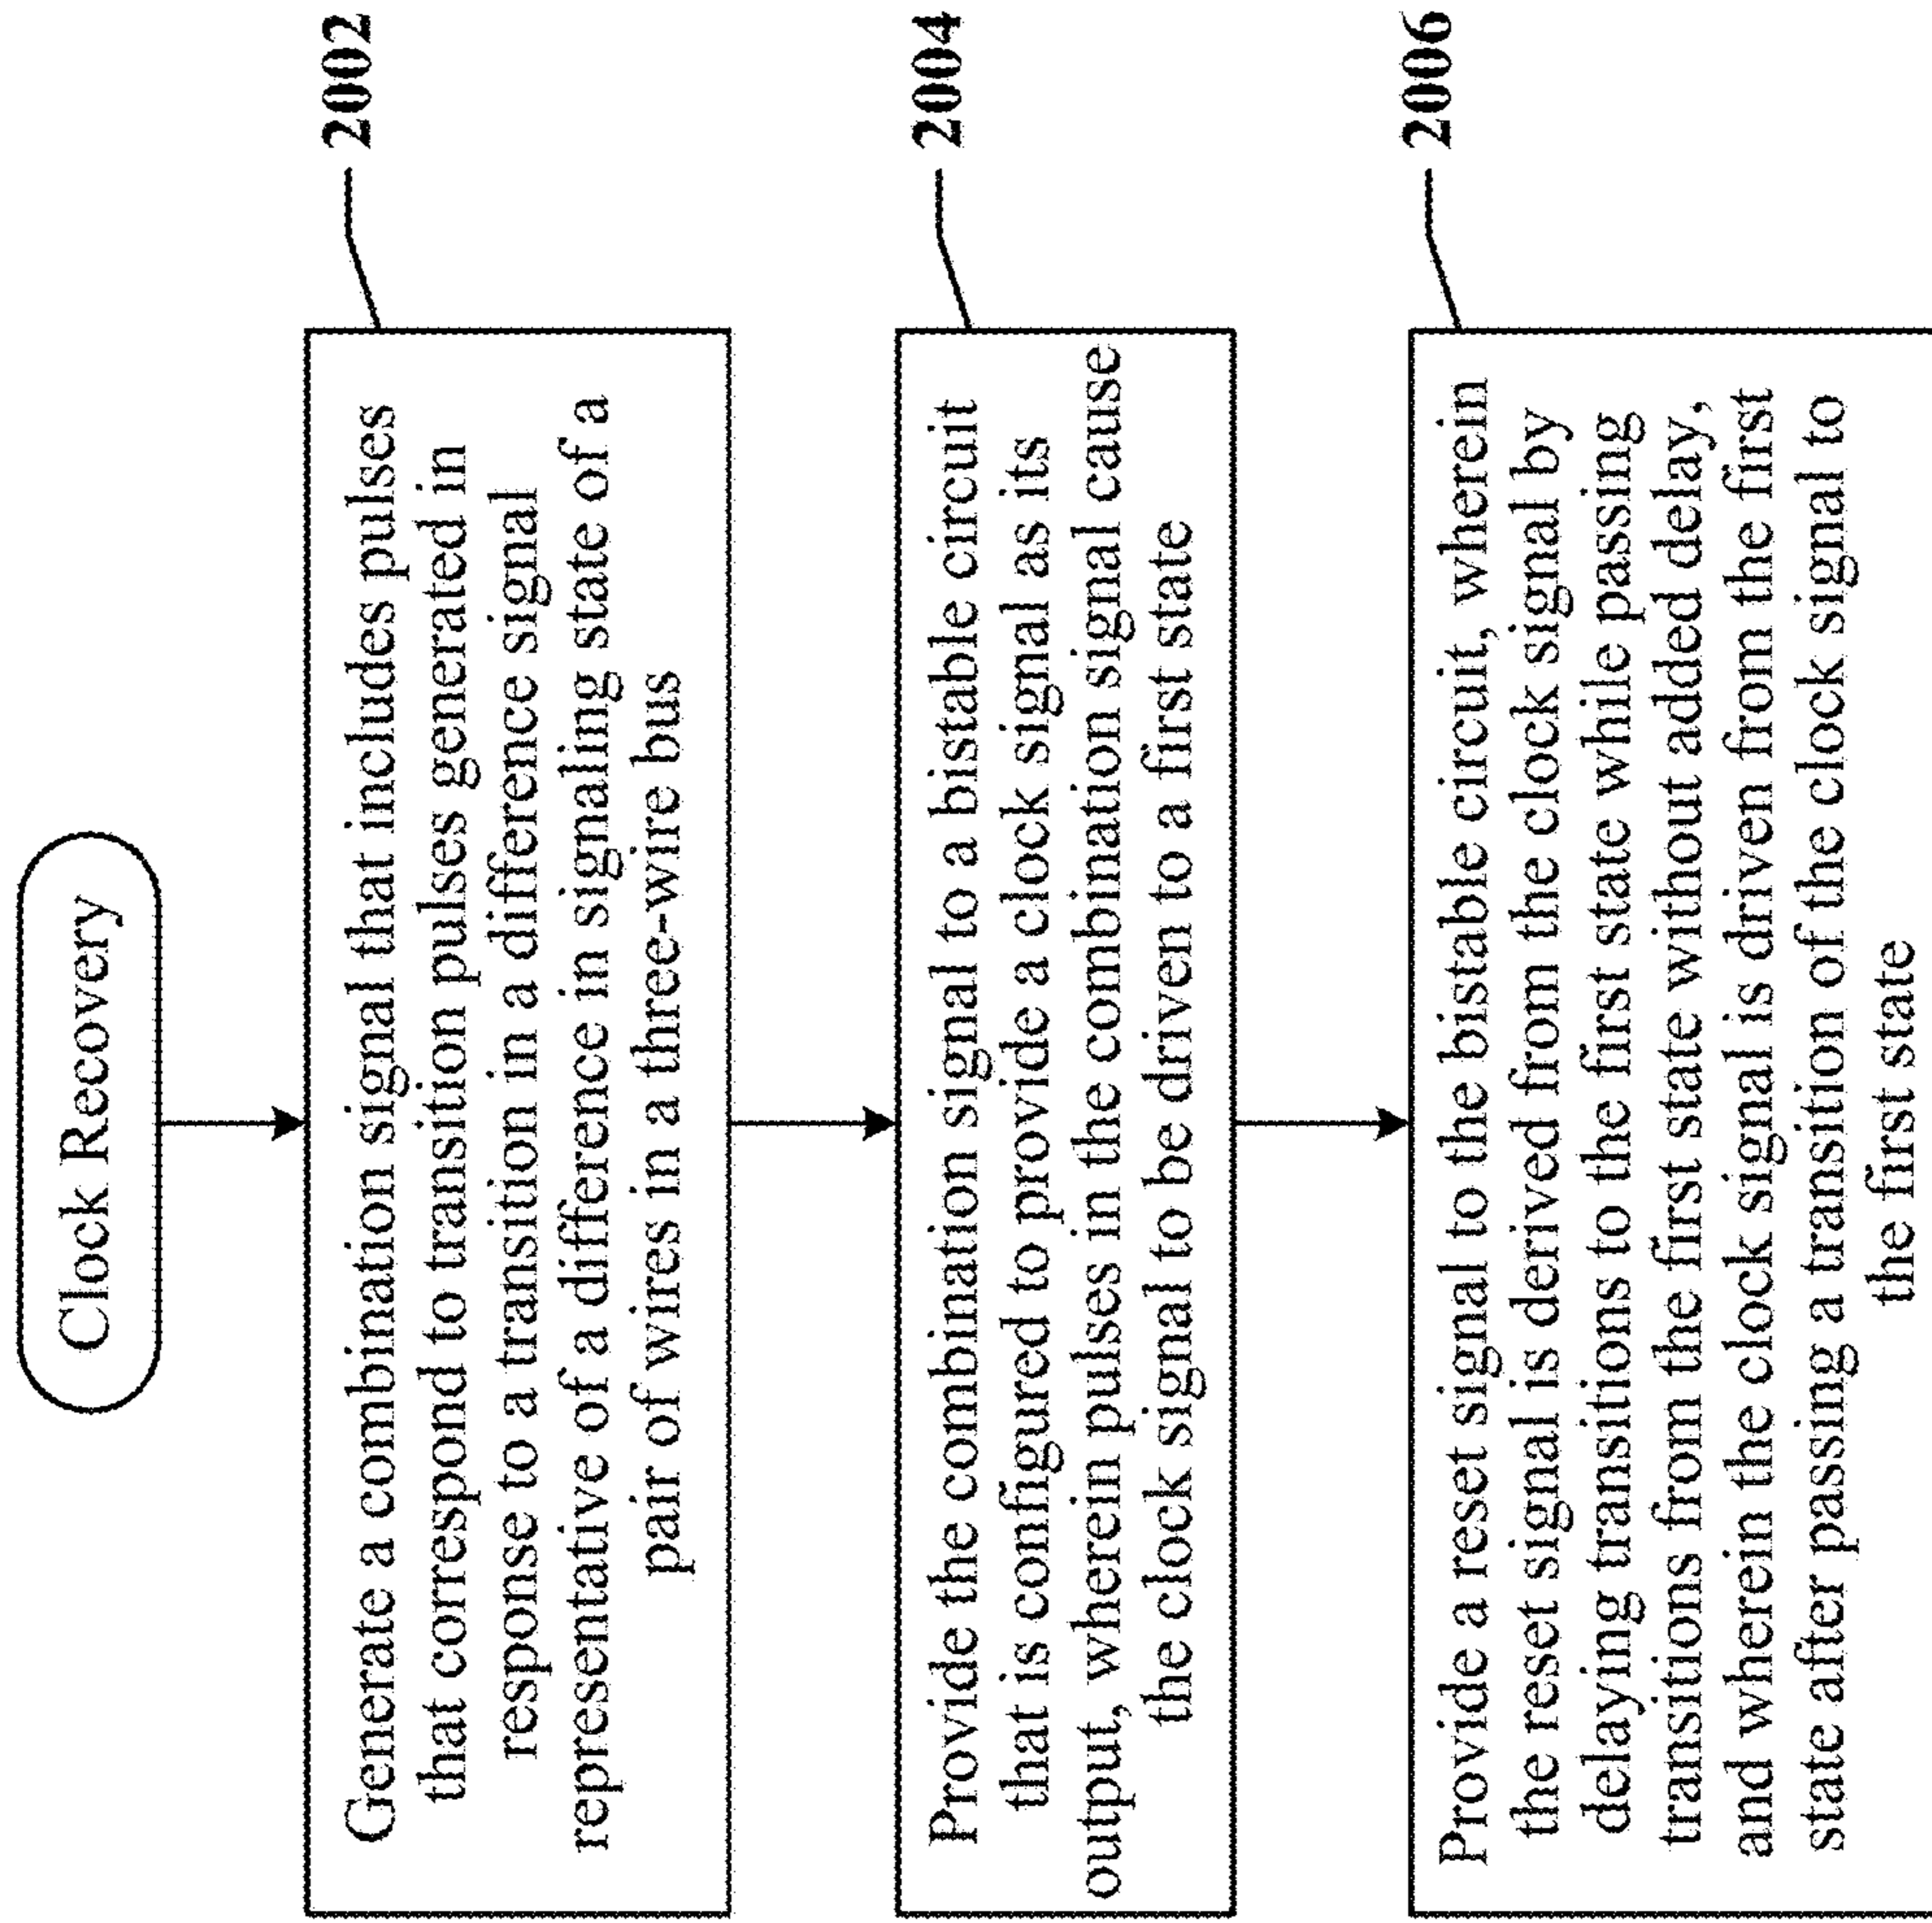 Clock Recovery
2002
Generate a combination signal that includes pulses
that correspond to transition pulses generated in
response to a transition in a difference signal
representative of a difference in signaling state of a
pair of wires in a three-wire bus
2004
Provide the combination signal to a bistable circuit
that is configured to provide a clock signal as its
output, wherein pulses in the combination signal cause
the clock signal to be driven to a first state
2006
Provide a reset signal to the bistable circuit, wherein
the reset signal is derived from the clock signal by
delaying transitions to the first state while passing
transitions from the first state without added delay,
and wherein the clock signal is driven from the first
state after passing a transition of the clock signal to
the first state